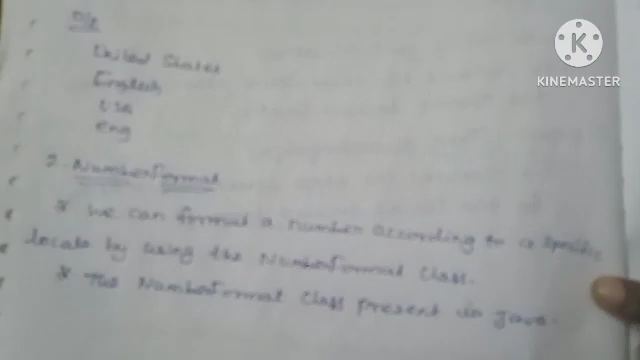 O/P
United States
English
USA
eng
2. NumberFormat
* We can format a number according to a specific
locale by using the NumberFormat class.
* The NumberFormat class present in java.
K
KINEMASTER